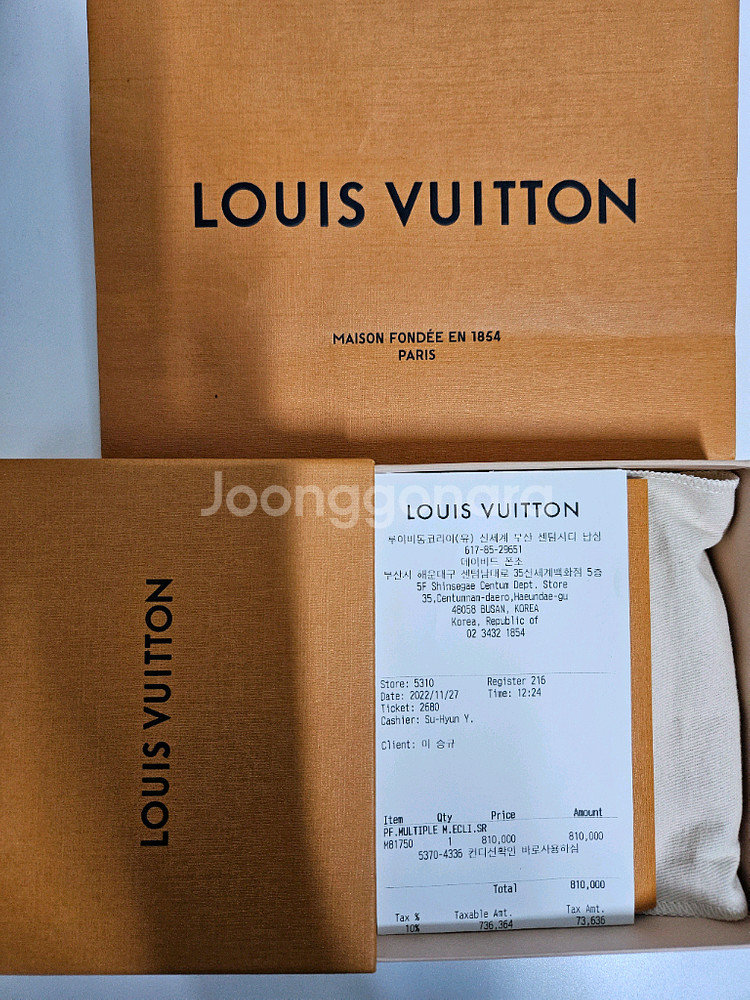 LOUIS VUITTON
MAISON FONDÉE EN 1854
PARIS
Joonggonara
LOUIS VUITTON
LOUIS VUITTON
루이비통코리아(유) 신세계 부산 센텀시티 남성
617-85-29651
데이비드 폰조
부산시 해운대구 센텀남대로 35신세계백화점 5층
5F Shinsegae Centum Dept. Store
35,Centumnam-daero,Haeundae-gu
48058 BUSAN, KOREA
Korea, Republic of
02 3432 1854
Store: 5310 Register 216
Date: 2022/11/27 Time: 12:24
Ticket: 2680
Cashier: Su-Hyun Y.
Client: 이 승규
Item Qty Price Amount
PF.MULTIPLE M.ECLI.SR
M81750 1 810,000 810,000
5370-4336 컨디션확인 바로사용하심
Total 810,000
Tax % Taxable Amt. Tax Amt.
10% 736,364 73,636